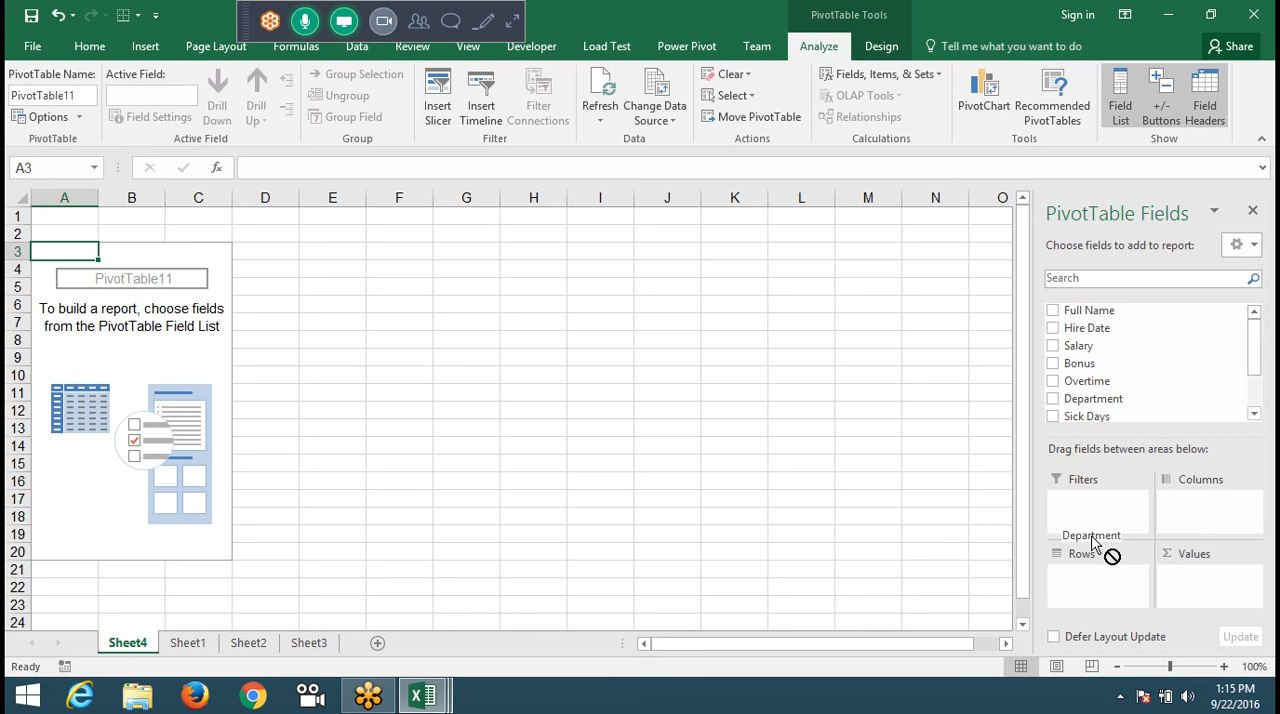 PivotTable Tools
Sign in
File Home Insert Page Layout Formulas Data Review View Developer Load Test Power Pivot Team Analyze Design Tell me what you want to do Share
PivotTable Name:
PivotTable11
Options
PivotTable
Active Field:
Field Settings
Drill Down
Drill Up
Active Field
Group Selection
Ungroup
Group Field
Group
Insert Slicer
Insert Timeline
Filter Connections
Filter
Refresh
Change Data Source
Data
Clear
Select
Move PivotTable
Actions
Fields, Items, & Sets
OLAP Tools
Relationships
Calculations
PivotChart
Recommended PivotTables
Tools
Field List
+/- Buttons
Field Headers
Show
A3
fx
A B C D E F G H I J K L M N O
1
2
3
4
5
6
7
8
9
10
11
12
13
14
15
16
17
18
19
20
21
22
23
24
PivotTable11
To build a report, choose fields
from the PivotTable Field List
PivotTable Fields
Choose fields to add to report:
Search
Full Name
Hire Date
Salary
Bonus
Overtime
Department
Sick Days
Drag fields between areas below:
Filters
Columns
Department
Rows
Σ Values
Defer Layout Update
Update
Sheet4 Sheet1 Sheet2 Sheet3
Ready
100%
1:15 PM
9/22/2016